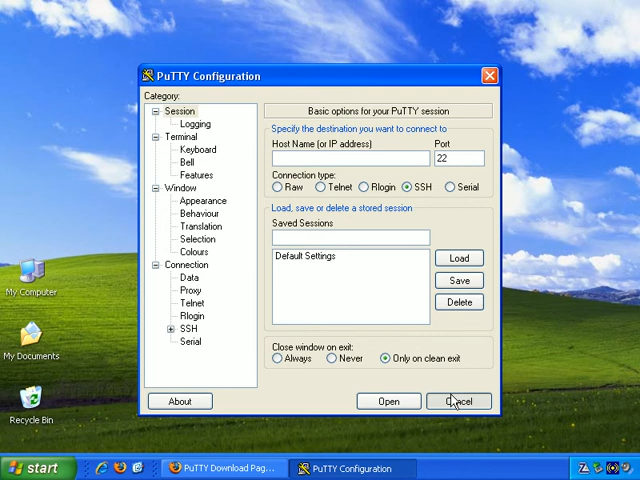 PuTTY Configuration
Category:
Session
Logging
Terminal
Keyboard
Bell
Features
Window
Appearance
Behaviour
Translation
Selection
Colours
Connection
Data
Proxy
Telnet
Rlogin
SSH
Serial
Basic options for your PuTTY session
Specify the destination you want to connect to
Host Name (or IP address) Port
22
Connection type:
Raw Telnet Rlogin SSH Serial
Load, save or delete a stored session
Saved Sessions
Default Settings
Load
Save
Delete
Close window on exit:
Always Never Only on clean exit
About Open Cancel
My Computer
My Documents
Recycle Bin
start PuTTY Download Pag... PuTTY Configuration